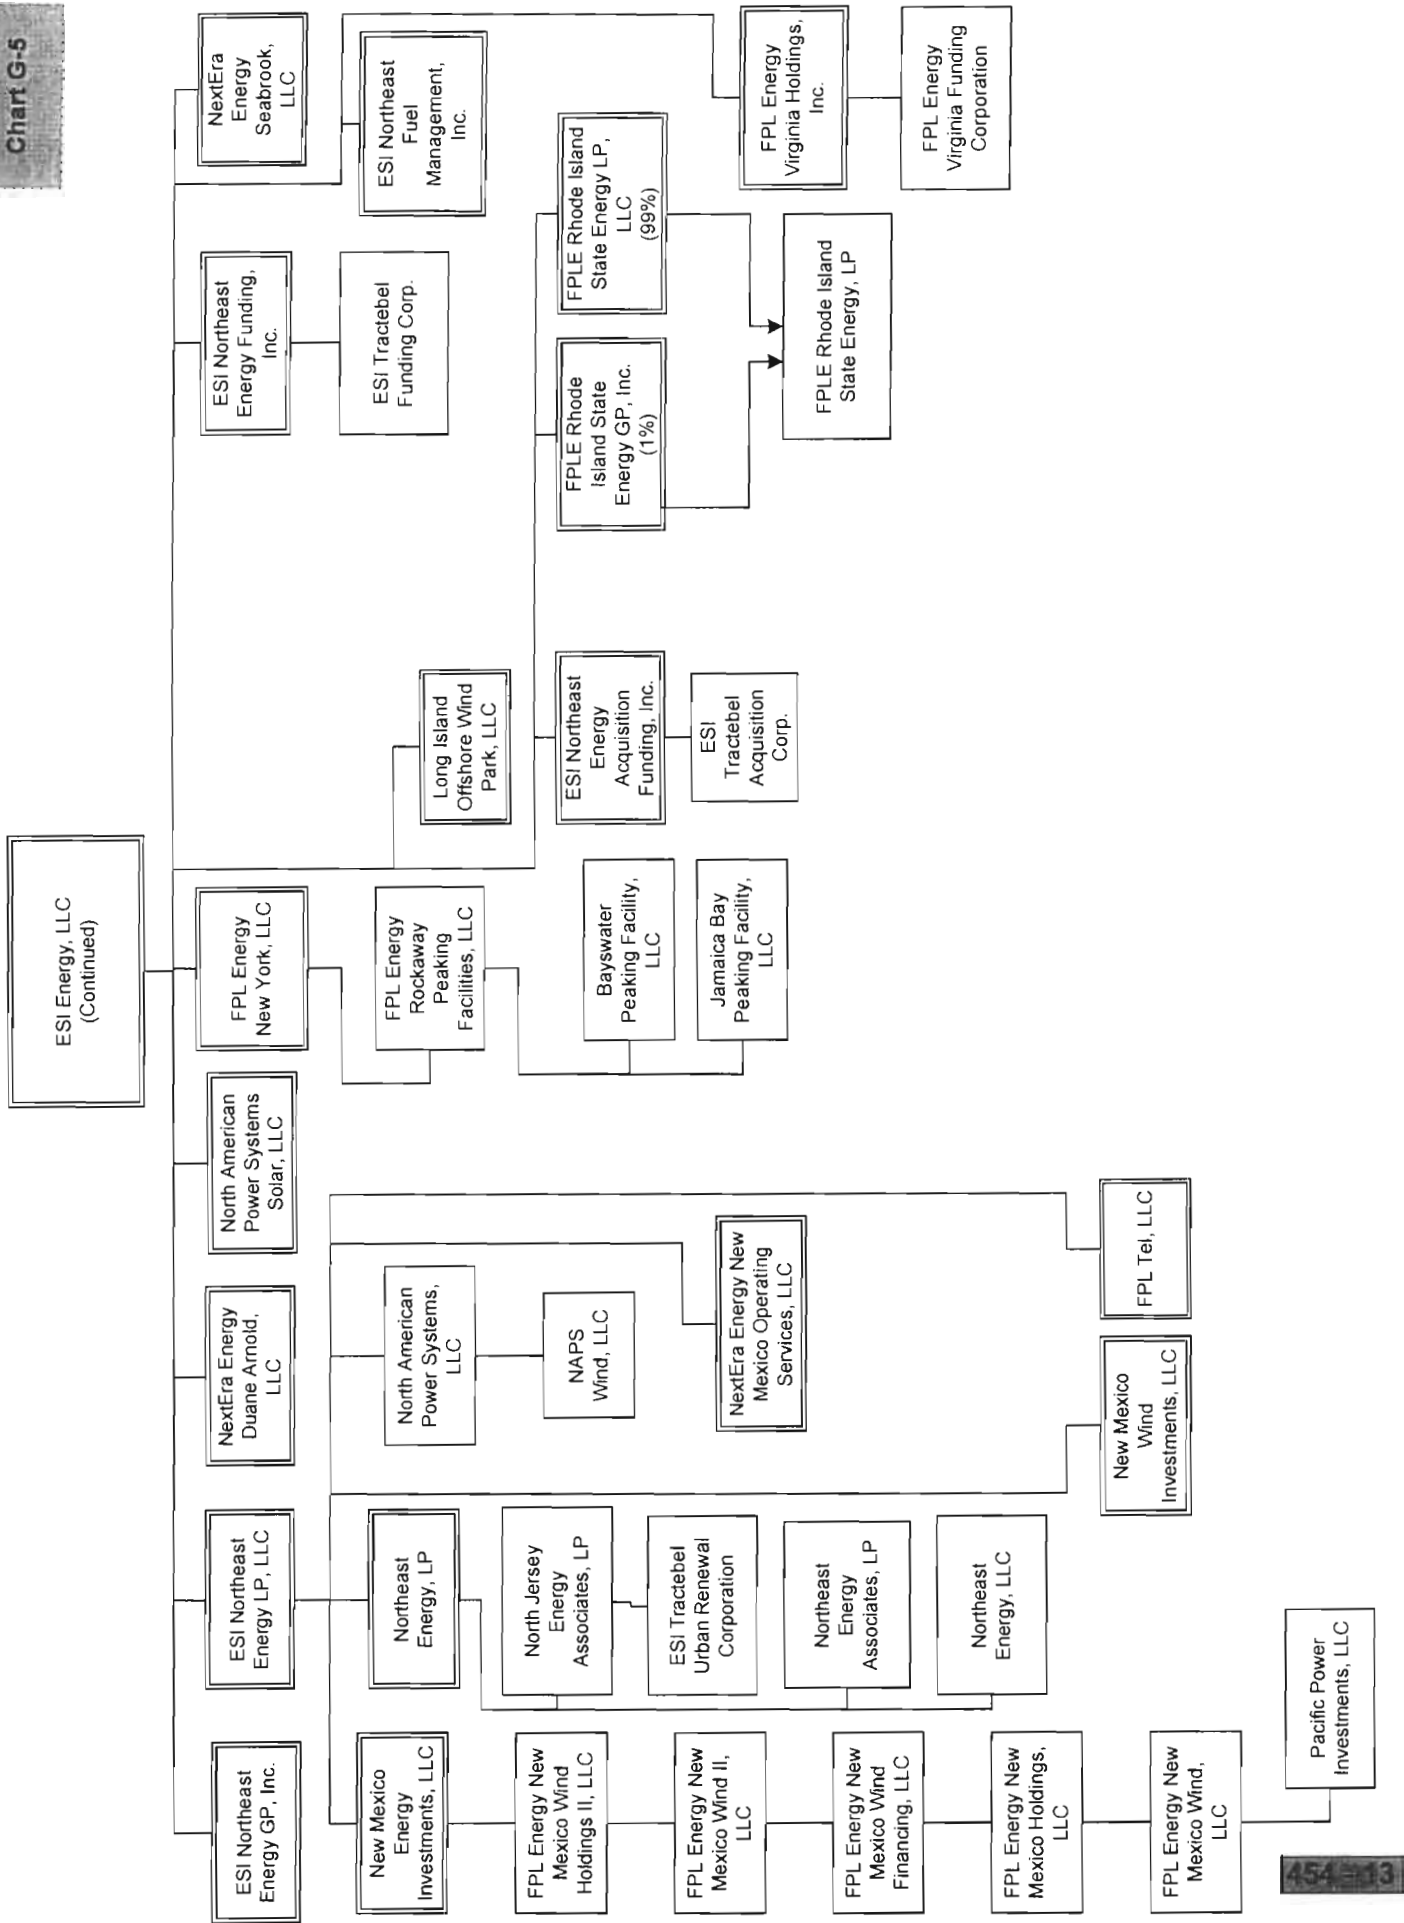 Chart G-5
ESI Energy, LLC
(Continued)
ESI Northeast
Energy GP, Inc.
ESI Northeast
Energy LP, LLC
NextEra Energy
Duane Arnold,
LLC
North American
Power Systems
Solar, LLC
FPL Energy
New York, LLC
ESI Northeast
Energy Funding,
Inc.
NextEra
Energy
Seabrook,
LLC
New Mexico
Energy
Investments, LLC
Northeast
Energy, LP
North American
Power Systems,
LLC
FPL Energy
Rockaway
Peaking
Facilities, LLC
Long Island
Offshore Wind
Park, LLC
ESI Tractebel
Funding Corp.
ESI Northeast
Fuel
Management,
Inc.
FPL Energy New
Mexico Wind
Holdings II, LLC
North Jersey
Energy
Associates, LP
NAPS
Wind, LLC
Bayswater
Peaking Facility,
LLC
ESI Northeast
Energy
Acquisition
Funding, Inc.
FPLE Rhode
Island State
Energy GP, Inc.
(1%)
FPLE Rhode Island
State Energy LP,
LLC
(99%)
FPL Energy New
Mexico Wind II,
LLC
ESI Tractebel
Urban Renewal
Corporation
NextEra Energy New
Mexico Operating
Services, LLC
Jamaica Bay
Peaking Facility,
LLC
ESI
Tractebel
Acquisition
Corp.
FPLE Rhode Island
State Energy, LP
FPL Energy
Virginia Holdings,
Inc.
FPL Energy New
Mexico Wind
Financing, LLC
Northeast
Energy
Associates, LP
FPL Energy
Virginia Funding
Corporation
FPL Energy New
Mexico Holdings,
LLC
Northeast
Energy, LLC
FPL Energy New
Mexico Wind,
LLC
New Mexico
Wind
Investments, LLC
FPL Tel, LLC
Pacific Power
Investments, LLC
454-13